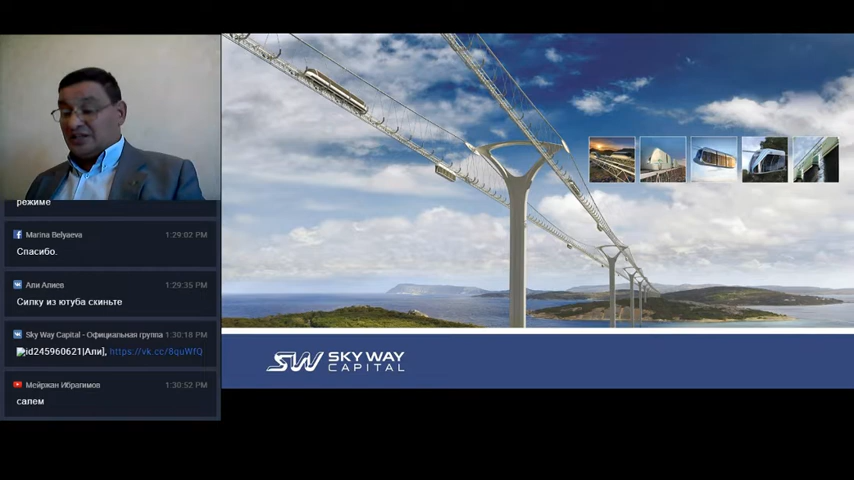 режиме
Marina Belyaeva 1:29:02 PM
Спасибо.
Али Алиев 1:29:35 PM
Силку из ютуба скиньте
Sky Way Capital - Официальная группа 1:30:18 PM
id245960621|Али], https://vk.cc/8quWfQ
Мейржан Ибрагимов 1:30:52 PM
салем
SW SKY WAY
CAPITAL